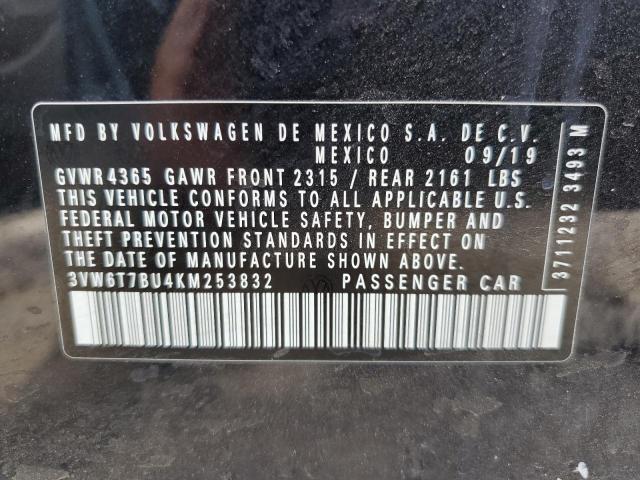 MFD BY VOLKSWAGEN DE MEXICO S.A. DE C.V.
MEXICO 09/19
GVWR 4365 GAWR FRONT 2315 / REAR 2161 LBS
THIS VEHICLE CONFORMS TO ALL APPLICABLE U.S.
FEDERAL MOTOR VEHICLE SAFETY, BUMPER AND
THEFT PREVENTION STANDARDS IN EFFECT ON
THE DATE OF MANUFACTURE SHOWN ABOVE.
3VW6T7BU4KM253832 PASSENGER CAR
3711232 3493 M